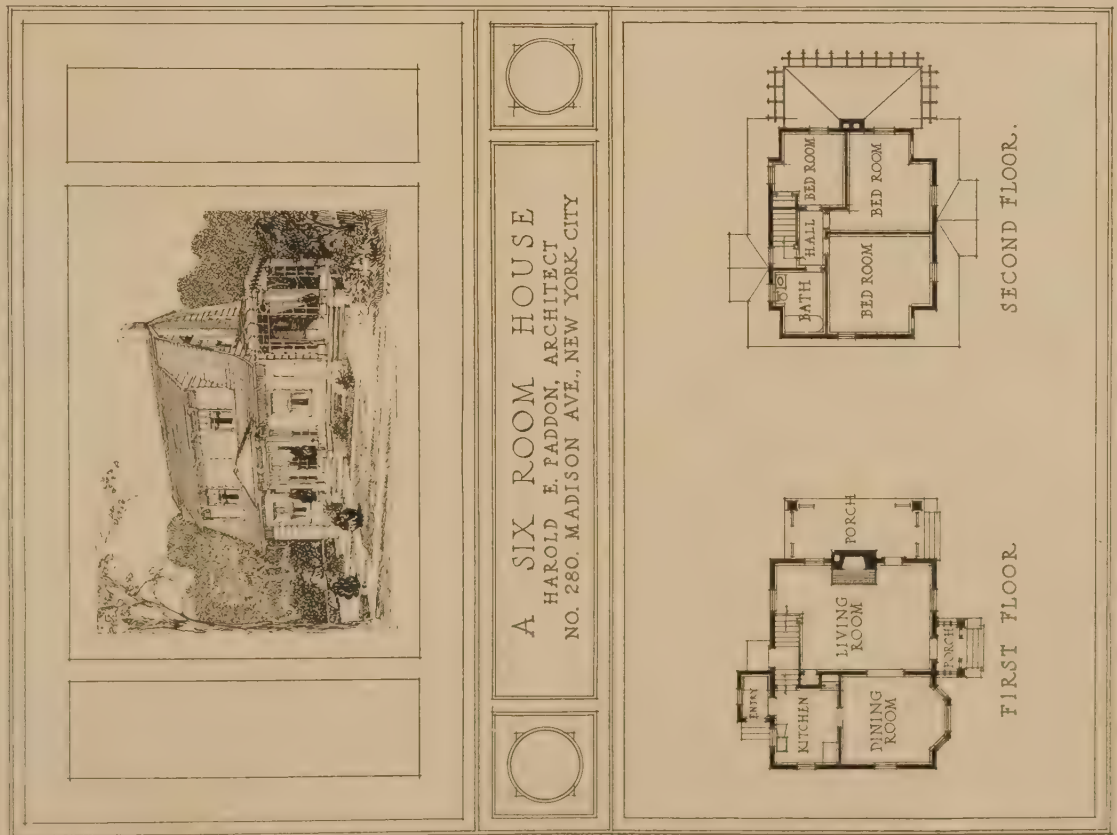 A SIX ROOM HOUSE
HAROLD E. PADDON, ARCHITECT
NO. 280. MADISON AVE., NEW YORK CITY
ENTRY
KITCHEN
LIVING
ROOM
PORCH
DINING
ROOM
PORCH
FIRST FLOOR
BATH
HALL
BED ROOM
BED ROOM
BED ROOM
SECOND FLOOR.